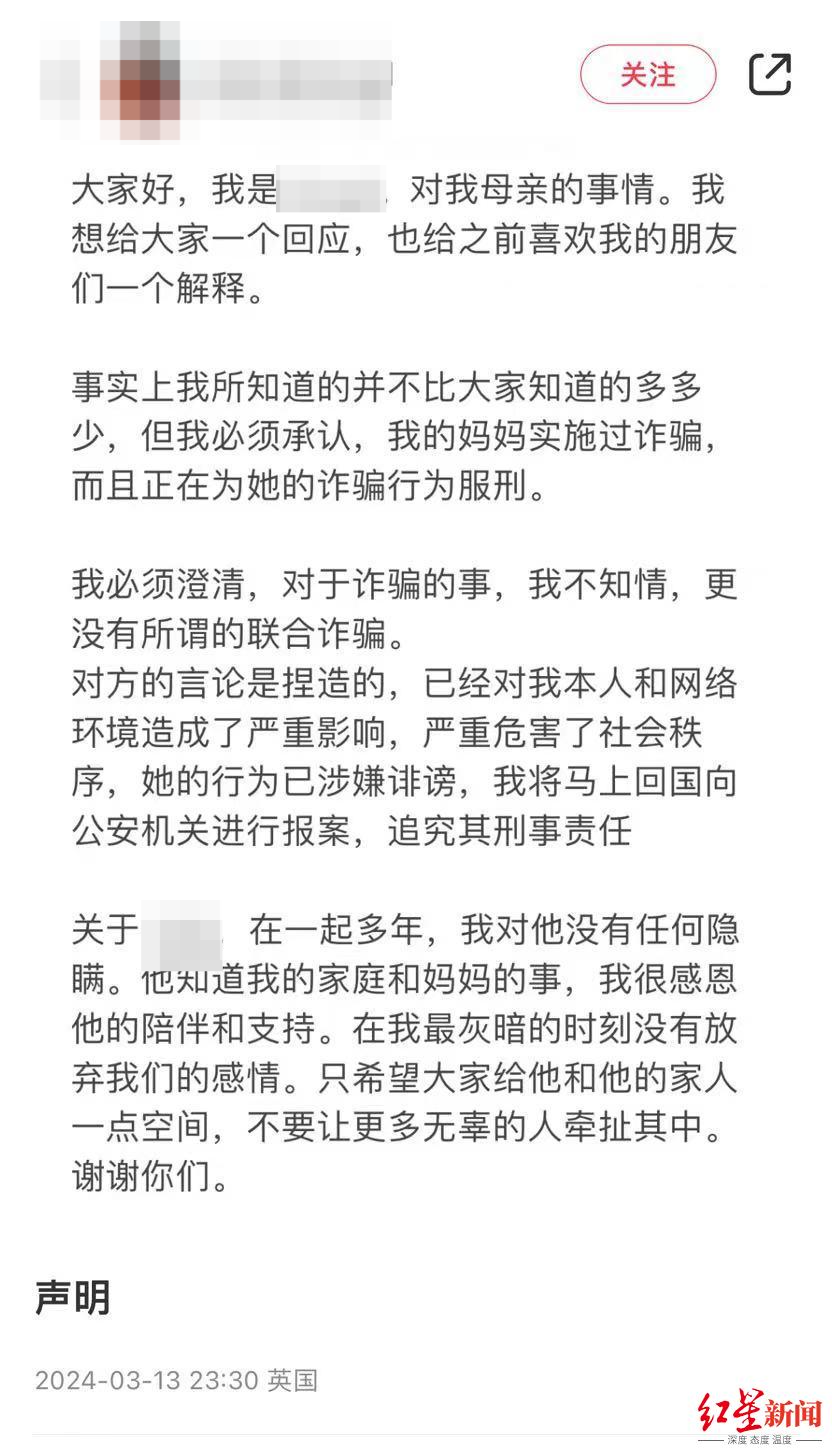 关注
大家好，我是 对我母亲的事情。我
想给大家一个回应，也给之前喜欢我的朋友
们一个解释。
事实上我所知道的并不比大家知道的多多
少，但我必须承认，我的妈妈实施过诈骗，
而且正在为她的诈骗行为服刑。
我必须澄清，对于诈骗的事，我不知情，更
没有所谓的联合诈骗。
对方的言论是捏造的，已经对我本人和网络
环境造成了严重影响，严重危害了社会秩
序，她的行为已涉嫌诽谤，我将马上回国向
公安机关进行报案，追究其刑事责任
关于 在一起多年，我对他没有任何隐
瞒。他知道我的家庭和妈妈的事，我很感恩
他的陪伴和支持。在我最灰暗的时刻没有放
弃我们的感情。只希望大家给他和他的家人
一点空间，不要让更多无辜的人牵扯其中。
谢谢你们。
声明
2024-03-13 23:30 英国
红星新闻
深度 态度 温度